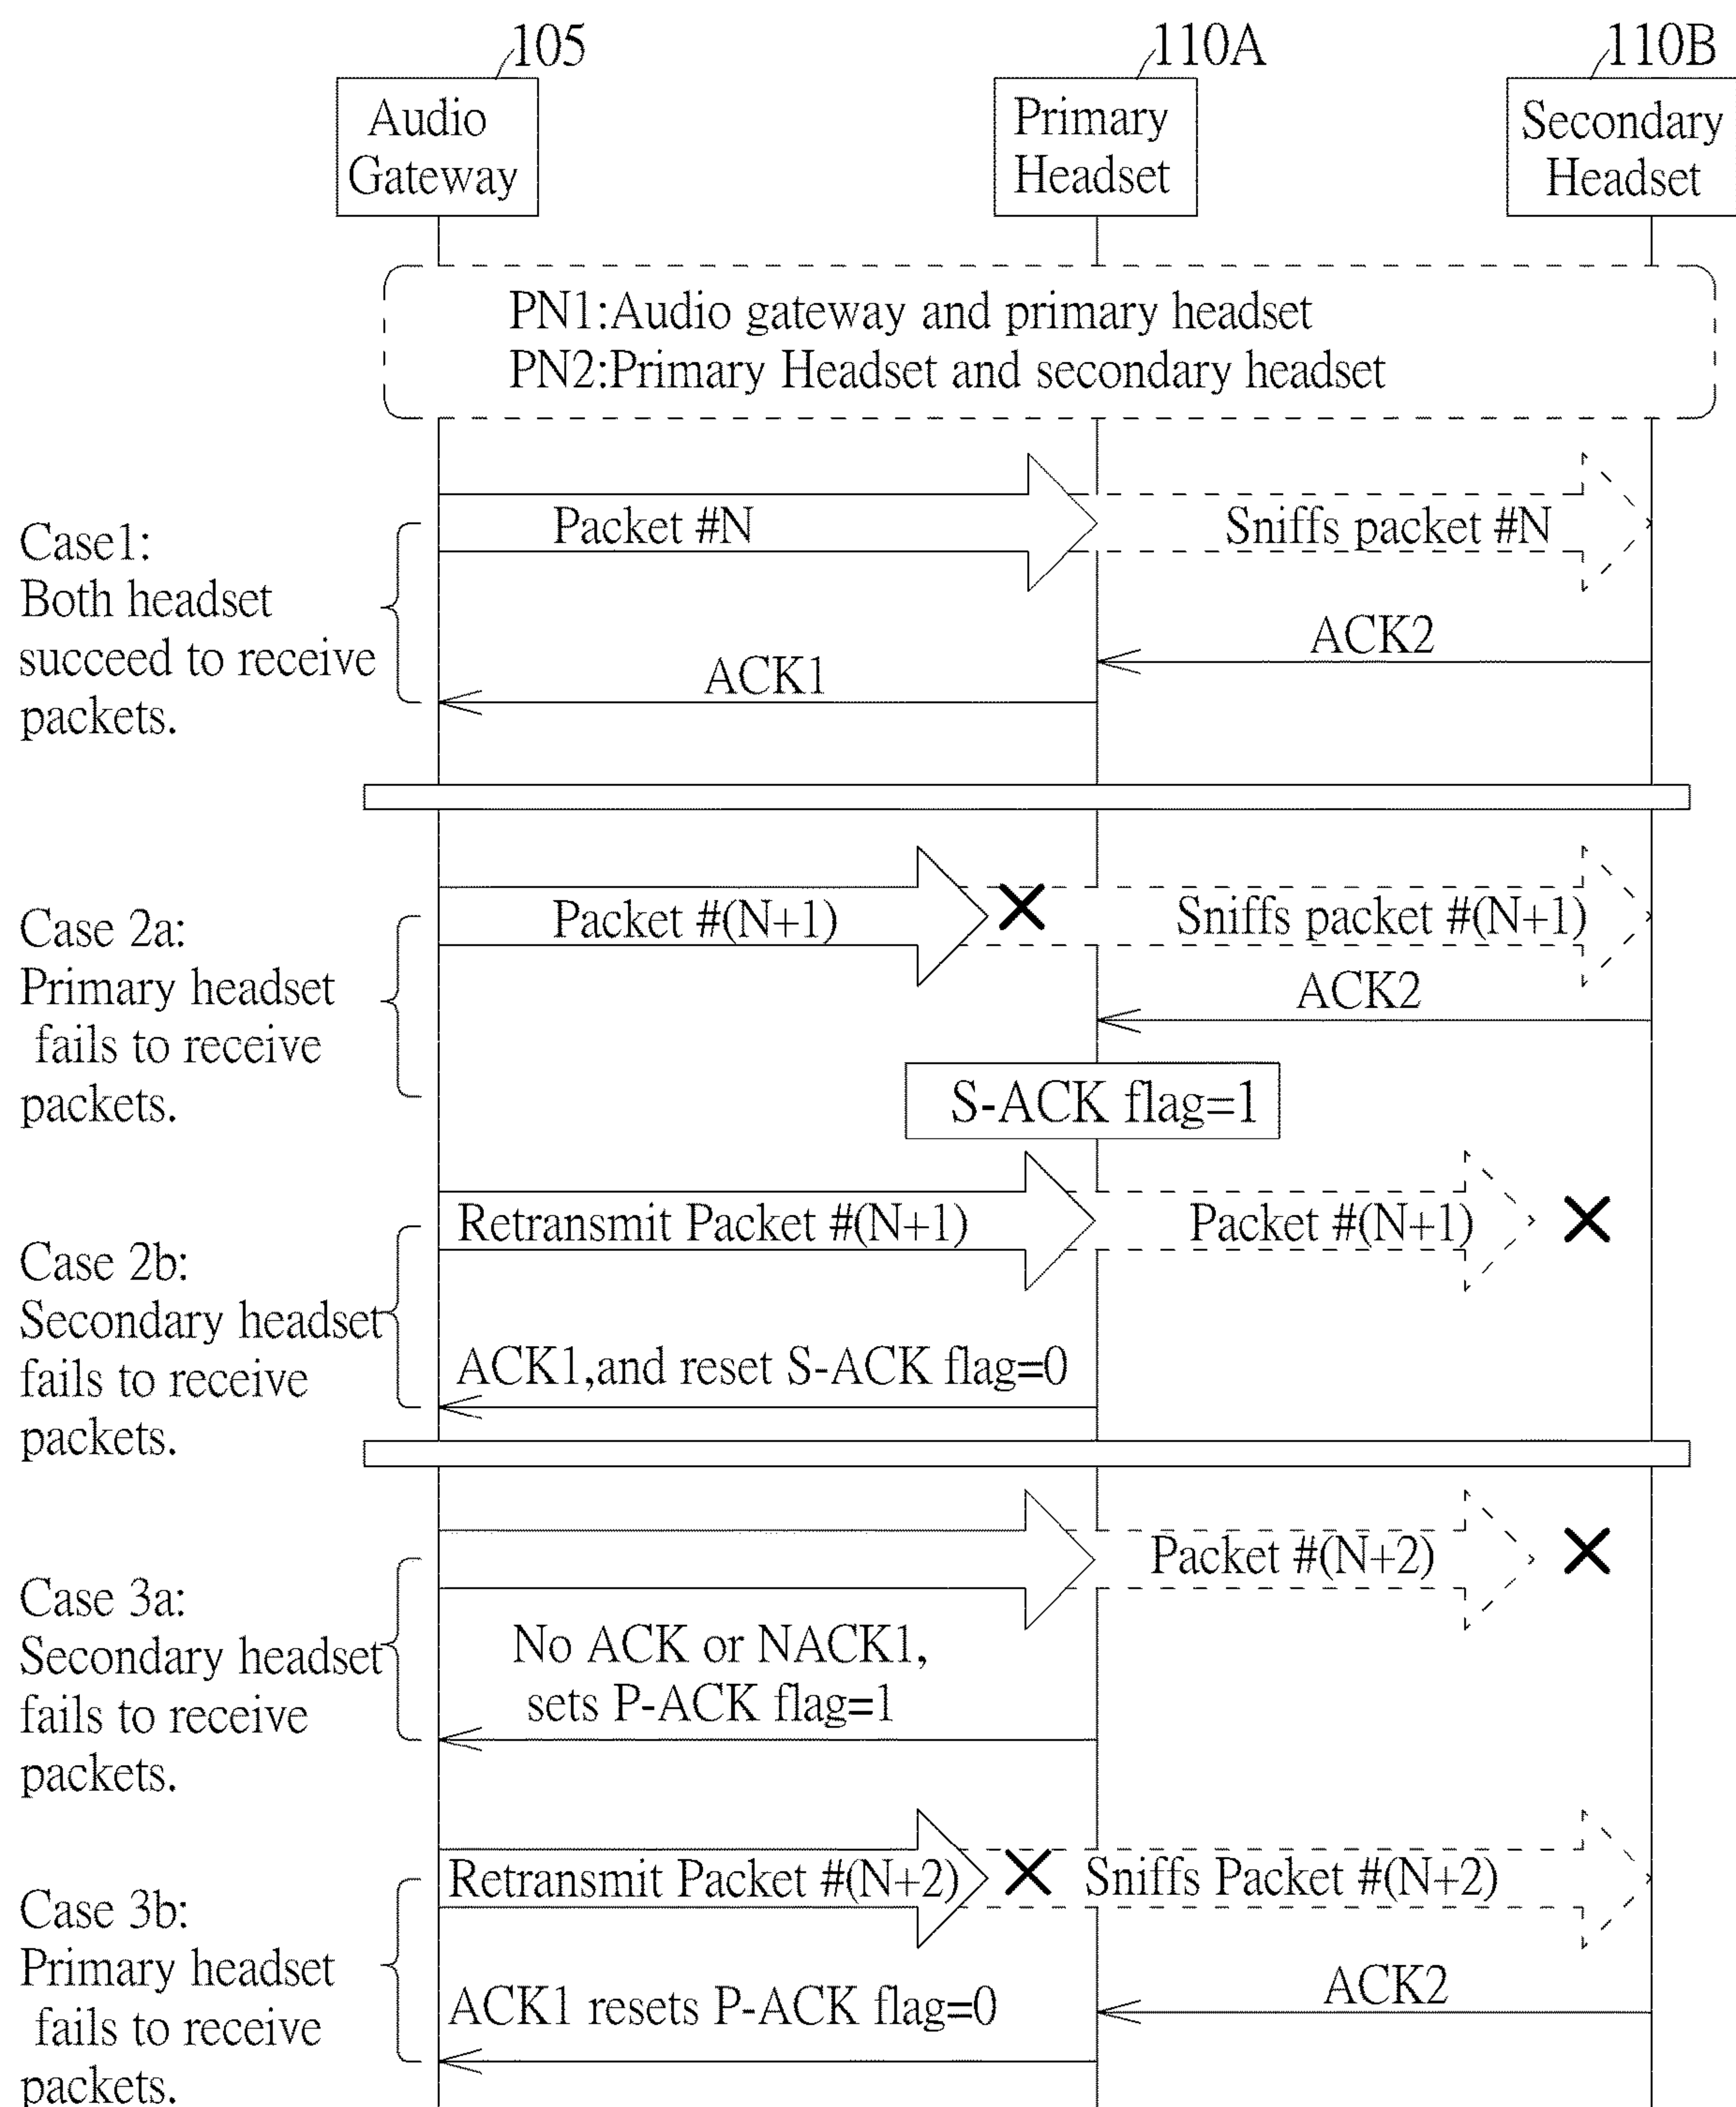 105
110A
110B
Audio
Gateway
Primary
Headset
Secondary
Headset
PN1:Audio gateway and primary headset
PN2:Primary Headset and secondary headset
Case1:
Both headset
succeed to receive
packets.
Packet #N
Sniffs packet #N
ACK2
ACK1
Case 2a:
Primary headset
fails to receive
packets.
Packet #(N+1)
Sniffs packet #(N+1)
ACK2
S-ACK flag=1
Case 2b:
Secondary headset
fails to receive
packets.
Retransmit Packet #(N+1)
Packet #(N+1)
ACK1,and reset S-ACK flag=0
Case 3a:
Secondary headset
fails to receive
packets.
Packet #(N+2)
No ACK or NACK1,
sets P-ACK flag=1
Case 3b:
Primary headset
fails to receive
packets.
Retransmit Packet #(N+2)
Sniffs Packet #(N+2)
ACK2
ACK1 resets P-ACK flag=0